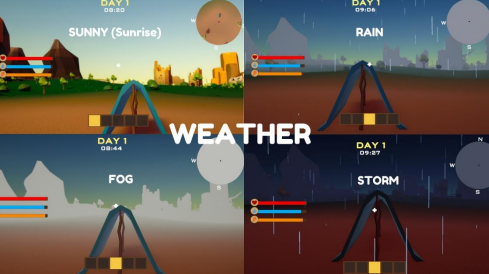 DAY 1
08:20
SUNNY (Sunrise)
W
S
DAY 1
09:06
RAIN
W
S
WEATHER
DAY 1
08:44
FOG
W
S
DAY 1
09:27
STORM
N
W
S